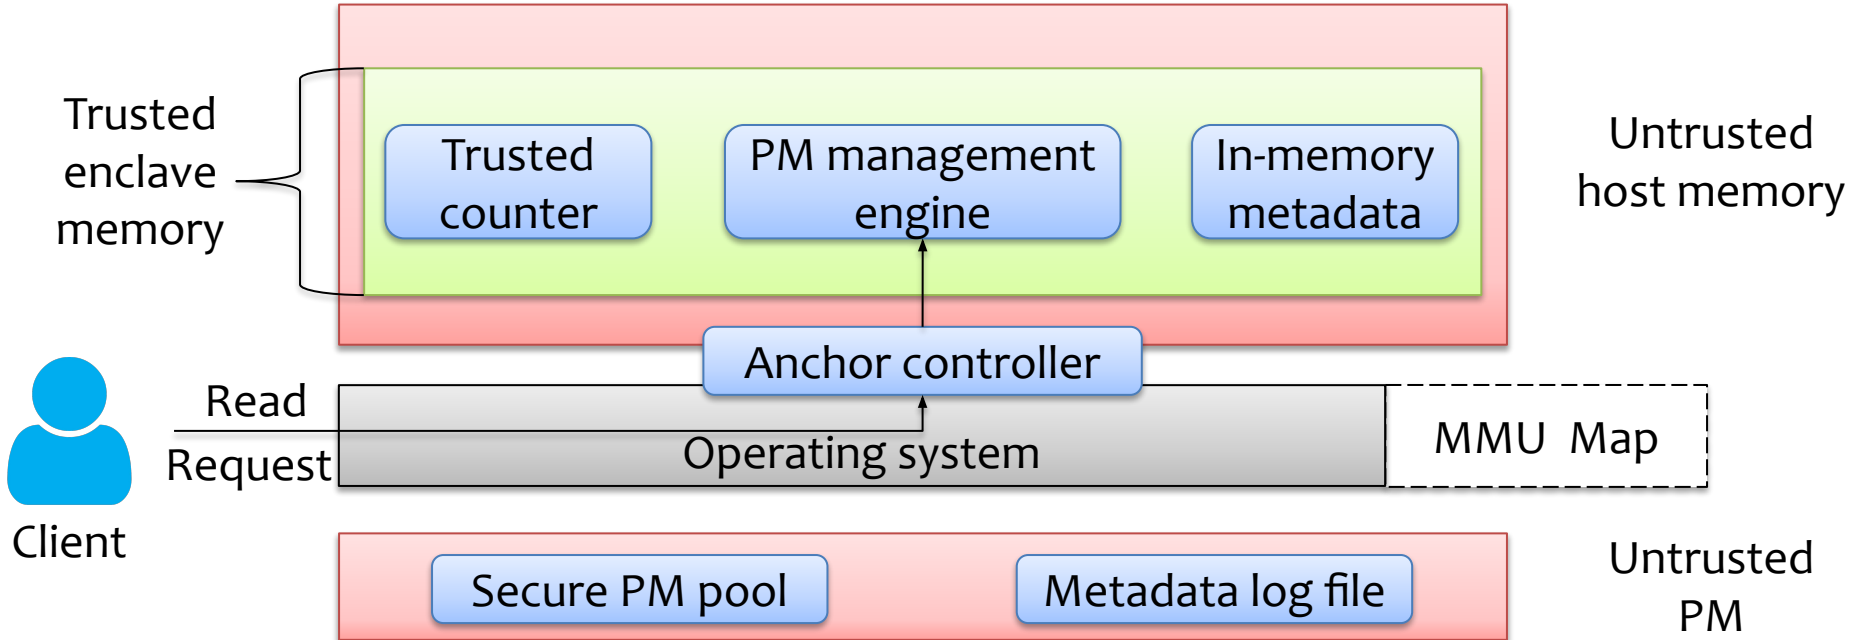 Trusted
enclave
memory
Trusted
counter
PM management
engine
In-memory
metadata
Untrusted
host memory
Anchor controller
Read
Request
Operating system
MMU Map
Client
Secure PM pool
Metadata log file
Untrusted
PM